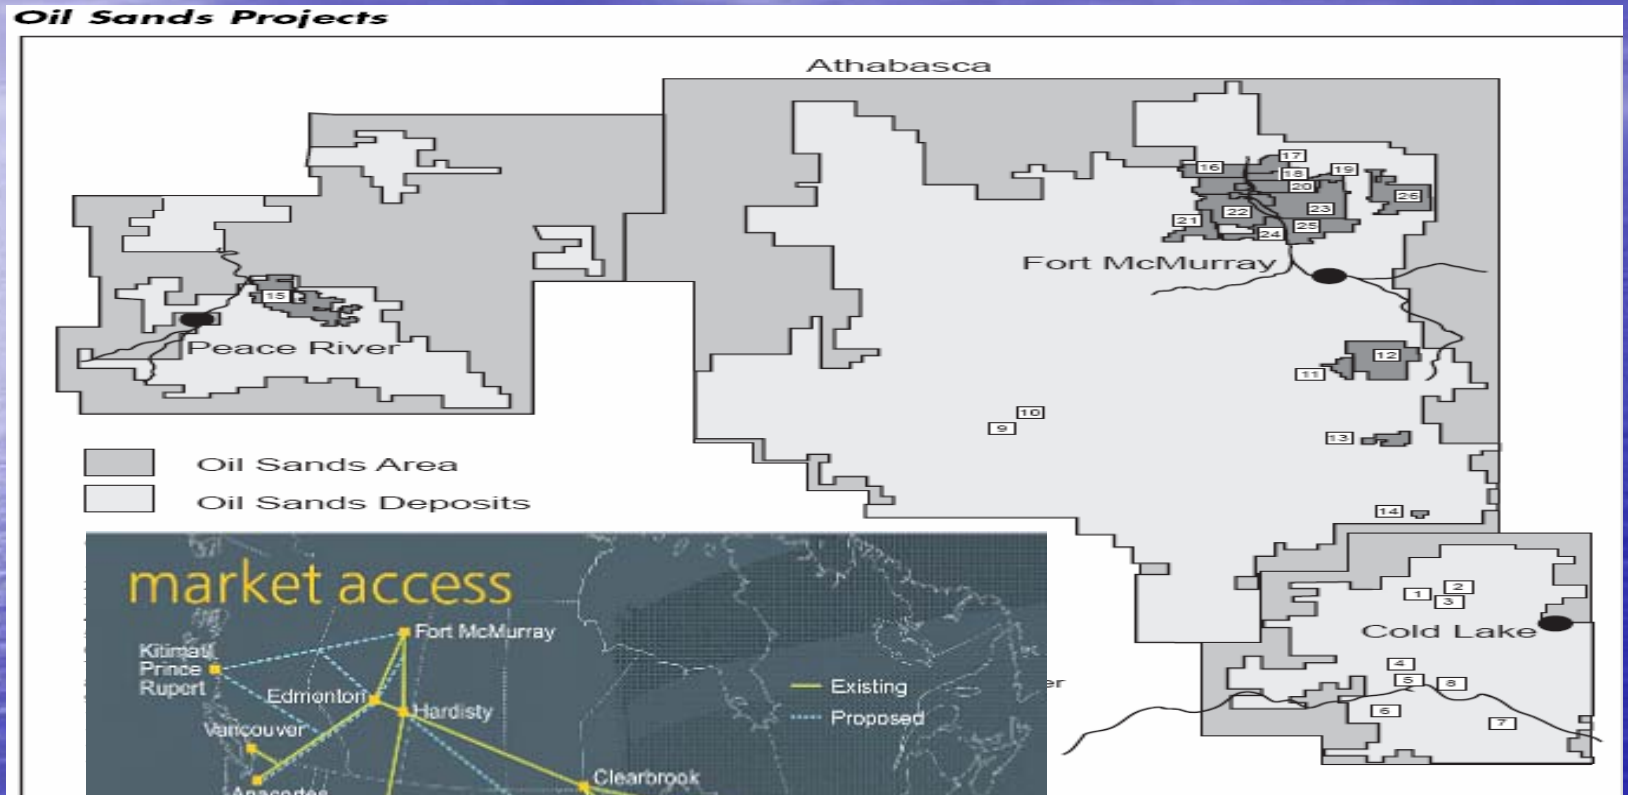 Oil Sands Projects
Athabasca
16
17
18
19
20
26
21
22
23
24
25
Fort McMurray
15
Peace River
12
11
10
9
13
14
Oil Sands Area
Oil Sands Deposits
1
2
3
Cold Lake
4
5
8
6
7
er
market access
Fort McMurray
Kitimat/
Prince
Rupert
Edmonton
Hardisty
Vancouver
Existing
Proposed
Clearbrook
Anacortes